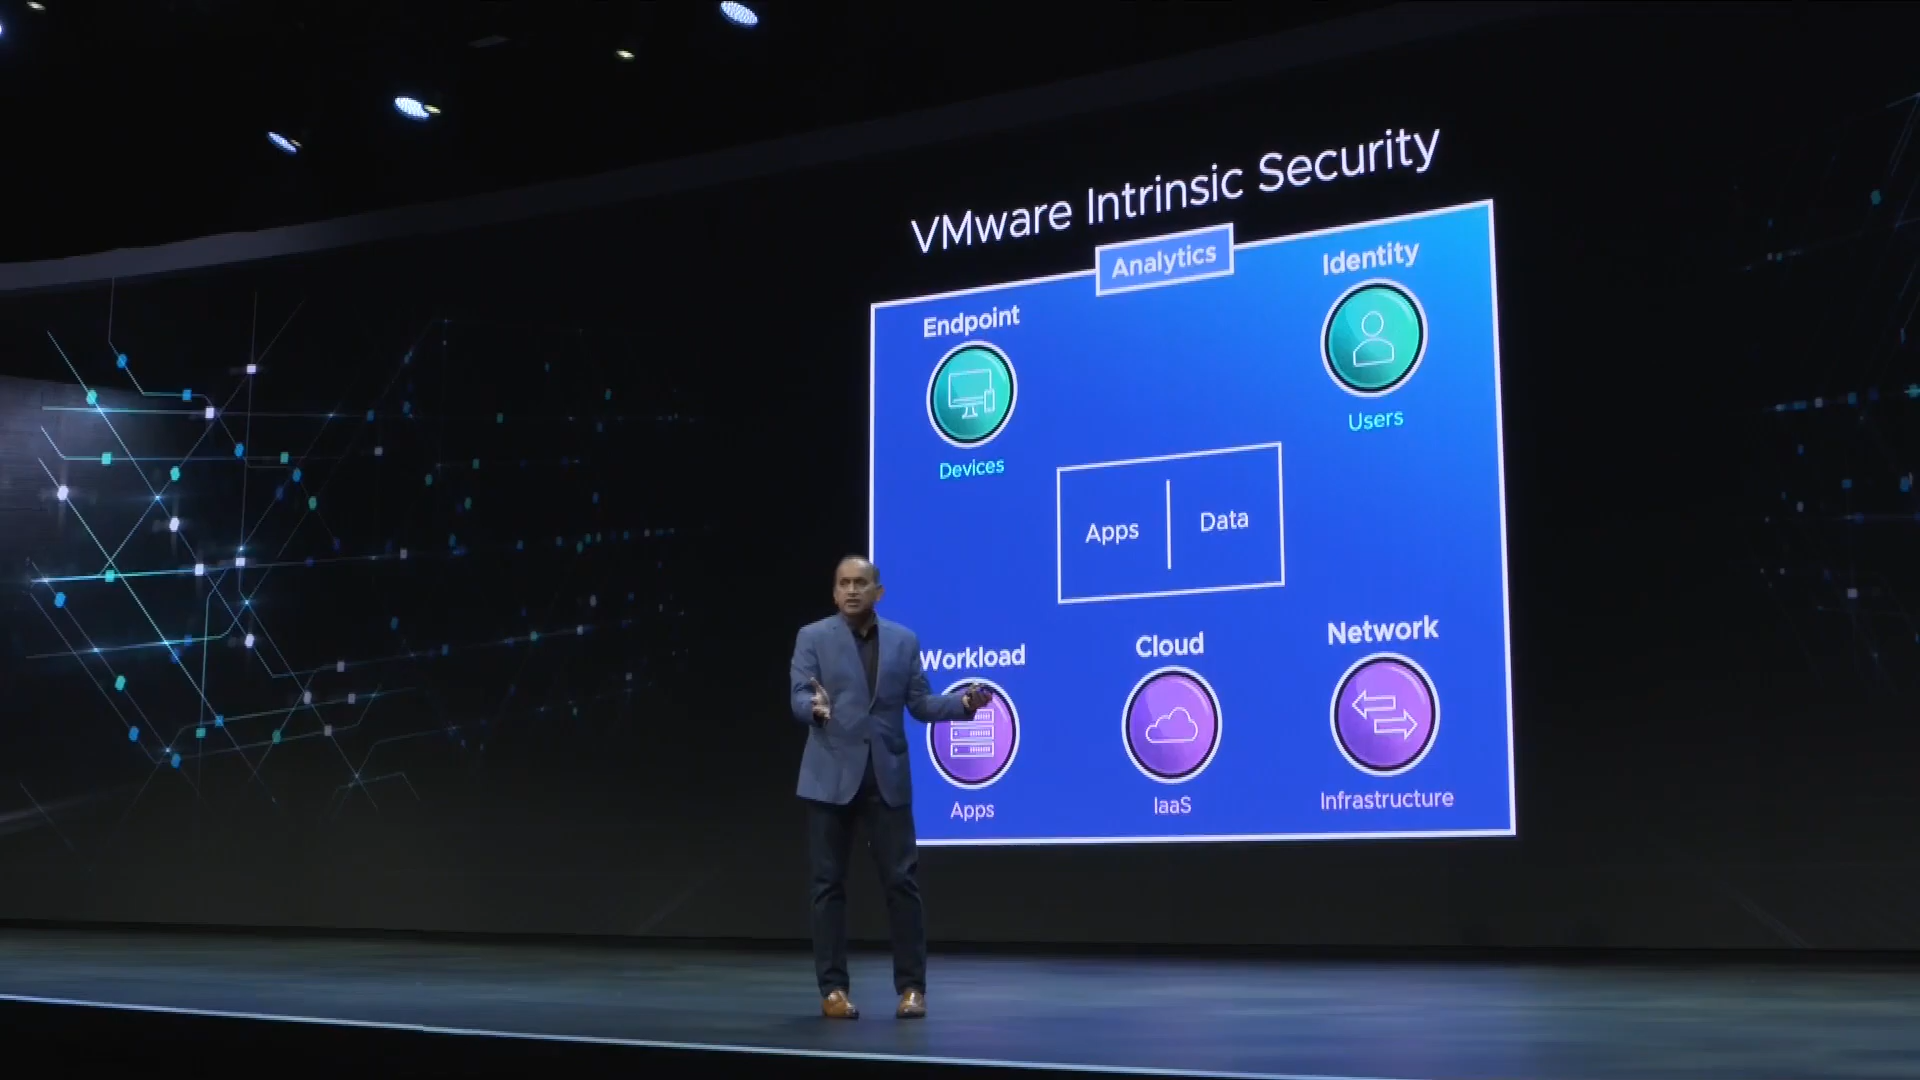 VMware Intrinsic Security
Analytics
Endpoint
Identity
Devices
Users
Apps
Data
Workload
Cloud
Network
Apps
IaaS
Infrastructure